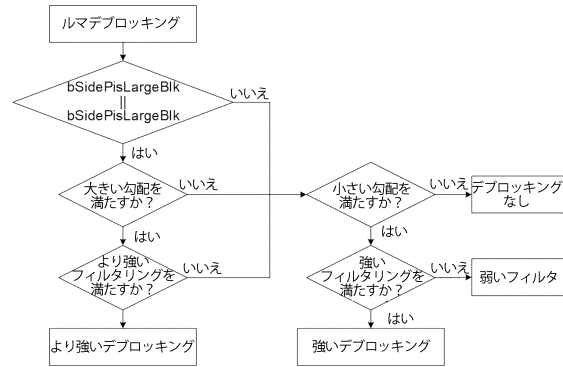 ルマデブロッキング
bSidePisLargeBlk
||
bSidePisLargeBlk
いいえ
はい
大きい勾配を
満たすか？
いいえ
小さい勾配を
満たすか？
いいえ
デブロッキング
なし
はい
はい
より強い
フィルタリングを
満たすか？
いいえ
強い
フィルタリングを
満たすか？
いいえ
弱いフィルタ
はい
より強いデブロッキング
強いデブロッキング